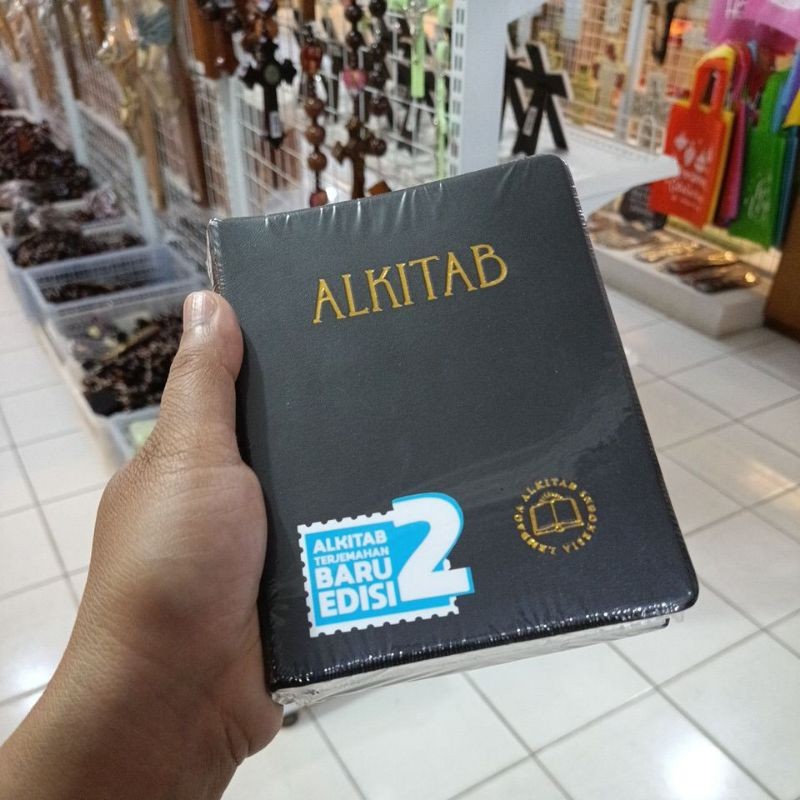 ALKITAB
ALKITAB
TERJEMAHAN
BARU
EDISI
2
LEMBAGA ALKITAB INDONESIA